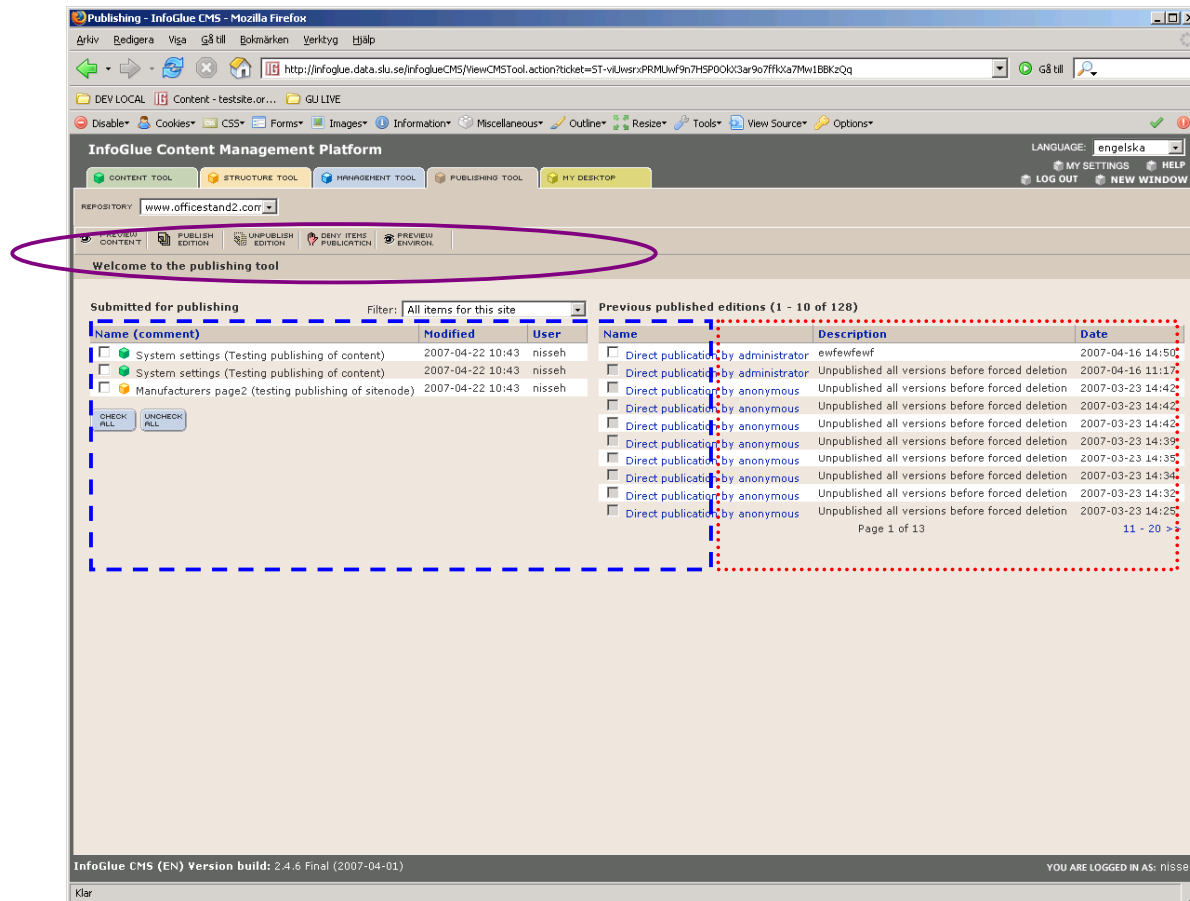 Publishing - InfoGlue CMS - Mozilla Firefox
Arkiv Redigera Visa Gå till Bokmärken Verktyg Hjälp
http://infoglue.data.slu.se/infoglueCMS/ViewCMSTool.action?ticket=ST-viUwsrxPRMUwf9n7HSP0OkX3ar9o7ffkXa7Mw1BBKzQq Gå till
DEV LOCAL Content - testsite.or... GU LIVE
Disable Cookies CSS Forms Images Information Miscellaneous Outline Resize Tools View Source Options
InfoGlue Content Management Platform
LANGUAGE: engelska
MY SETTINGS HELP
LOG OUT NEW WINDOW
CONTENT TOOL STRUCTURE TOOL MANAGEMENT TOOL PUBLISHING TOOL MY DESKTOP
REPOSITORY www.officestand2.com
PREVIEW CONTENT PUBLISH EDITION UNPUBLISH EDITION DENY ITEMS PUBLICATION PREVIEW ENVIRON.
Welcome to the publishing tool
Submitted for publishing Filter: All items for this site
Name (comment) Modified User
System settings (Testing publishing of content) 2007-04-22 10:43 nisseh
System settings (Testing publishing of content) 2007-04-22 10:43 nisseh
Manufacturers page2 (testing publishing of sitenode) 2007-04-22 10:43 nisseh
CHECK ALL UNCHECK ALL
Previous published editions (1 - 10 of 128)
Name Description Date
Direct publication by administrator ewfewfewf 2007-04-16 14:50
Direct publication by administrator Unpublished all versions before forced deletion 2007-04-16 11:17
Direct publication by anonymous Unpublished all versions before forced deletion 2007-03-23 14:42
Direct publication by anonymous Unpublished all versions before forced deletion 2007-03-23 14:42
Direct publication by anonymous Unpublished all versions before forced deletion 2007-03-23 14:42
Direct publication by anonymous Unpublished all versions before forced deletion 2007-03-23 14:39
Direct publication by anonymous Unpublished all versions before forced deletion 2007-03-23 14:35
Direct publication by anonymous Unpublished all versions before forced deletion 2007-03-23 14:34
Direct publication by anonymous Unpublished all versions before forced deletion 2007-03-23 14:32
Direct publication by anonymous Unpublished all versions before forced deletion 2007-03-23 14:25
Page 1 of 13 11 - 20 >>
InfoGlue CMS (EN) Version build: 2.4.6 Final (2007-04-01) YOU ARE LOGGED IN AS: nisse
Klar